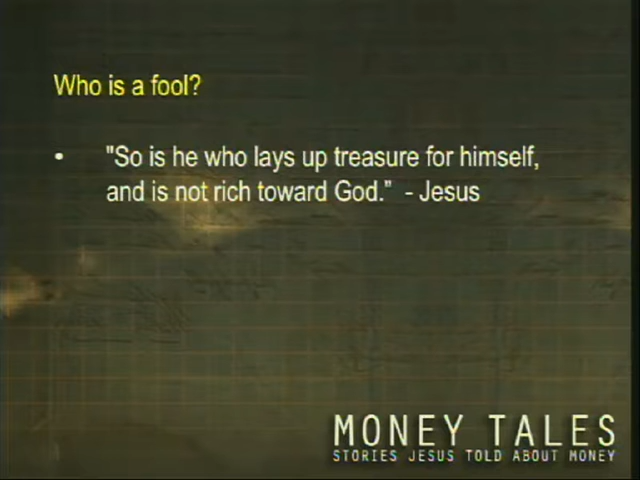 Who is a fool?
• "So is he who lays up treasure for himself,
and is not rich toward God." - Jesus
MONEY TALES
STORIES JESUS TOLD ABOUT MONEY